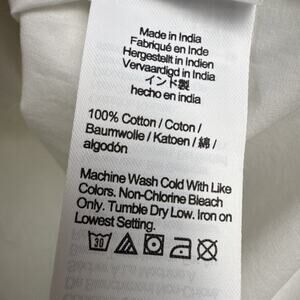 Made in India
Fabriqué en Inde
Hergestellt in Indien
Vervaardigd in India
インド製
hecho en india
100% Cotton / Coton /
Baumwolle / Katoen / 綿 /
algodón
Machine Wash Cold With Like
Colors. Non-Chlorine Bleach
Only. Tumble Dry Low. Iron on
Lowest Setting.
30